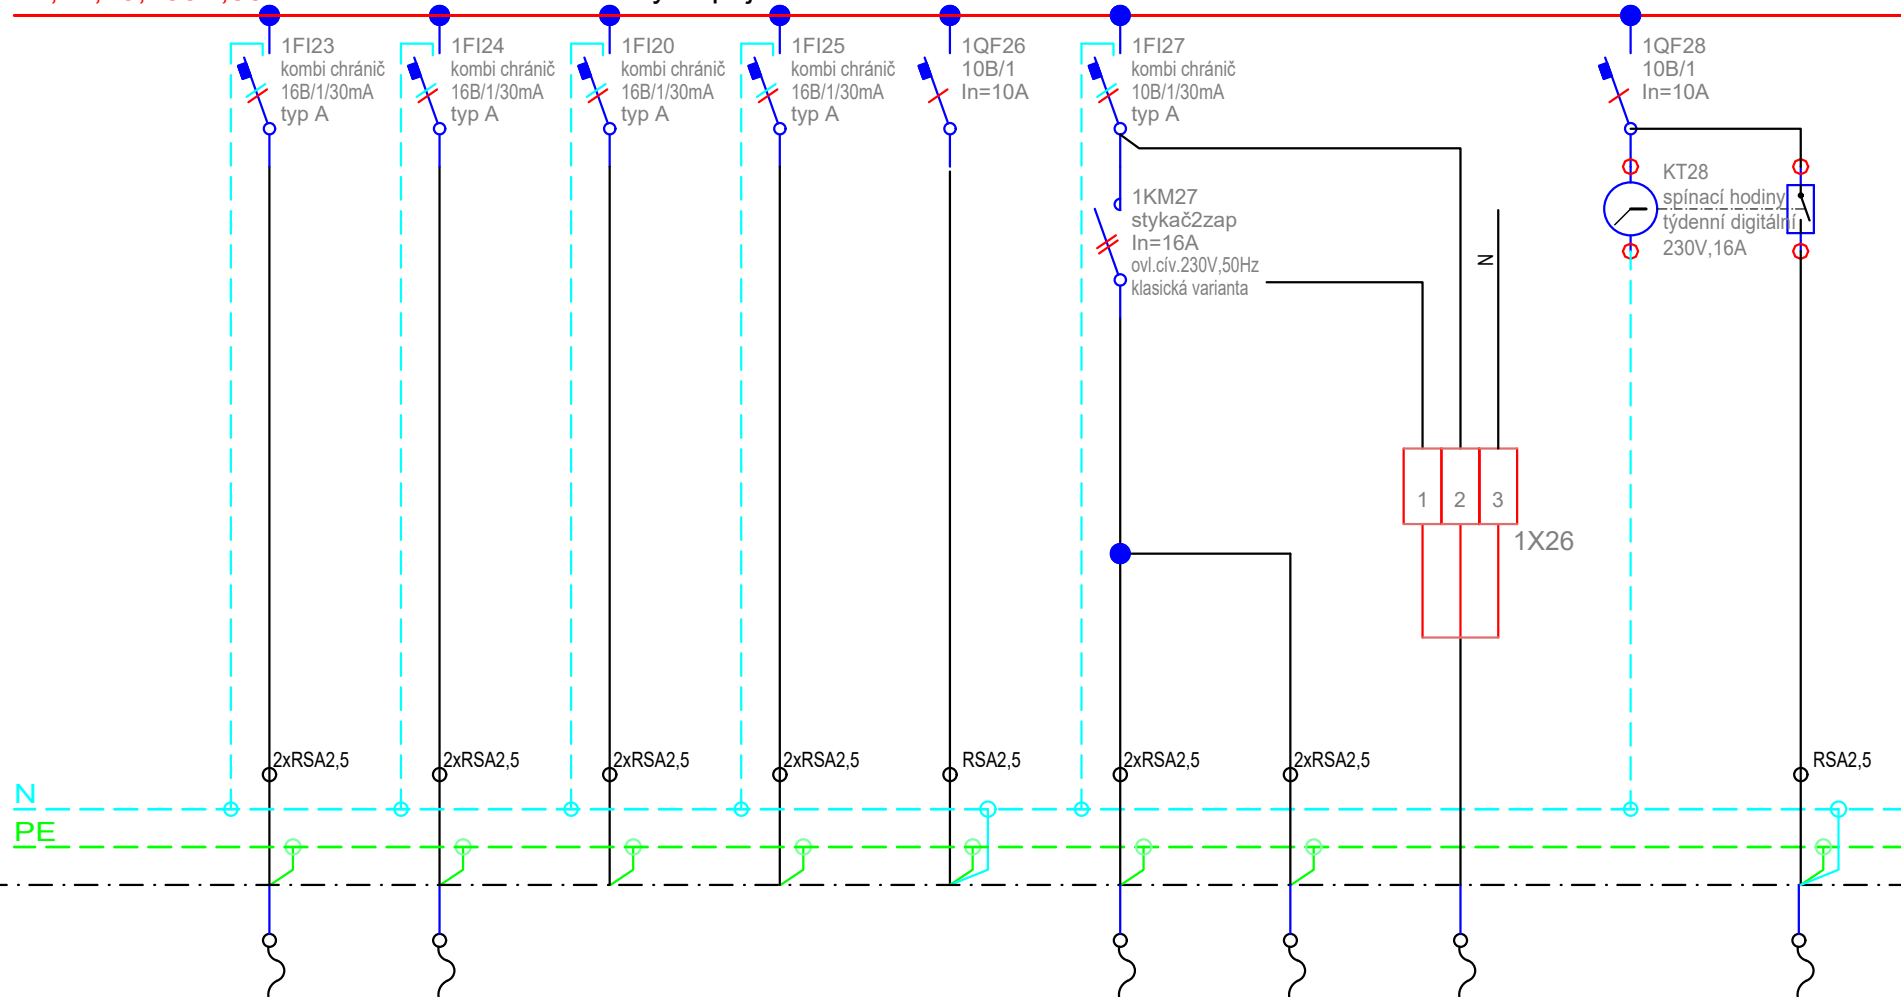 1FI23
kombi chránič
16B/1/30mA
typ A
1FI24
kombi chránič
16B/1/30mA
typ A
1FI20
kombi chránič
16B/1/30mA
typ A
1FI25
kombi chránič
16B/1/30mA
typ A
1QF26
10B/1
In=10A
1FI27
kombi chránič
10B/1/30mA
typ A
1QF28
10B/1
In=10A
1KM27
stykač2zap
In=16A
ovl.cív.230V,50Hz
klasická varianta
N
KT28
spínací hodiny
týdenní digitální
230V,16A
1 2 3
1X26
2xRSA2,5
2xRSA2,5
2xRSA2,5
2xRSA2,5
RSA2,5
2xRSA2,5
2xRSA2,5
RSA2,5
N
PE